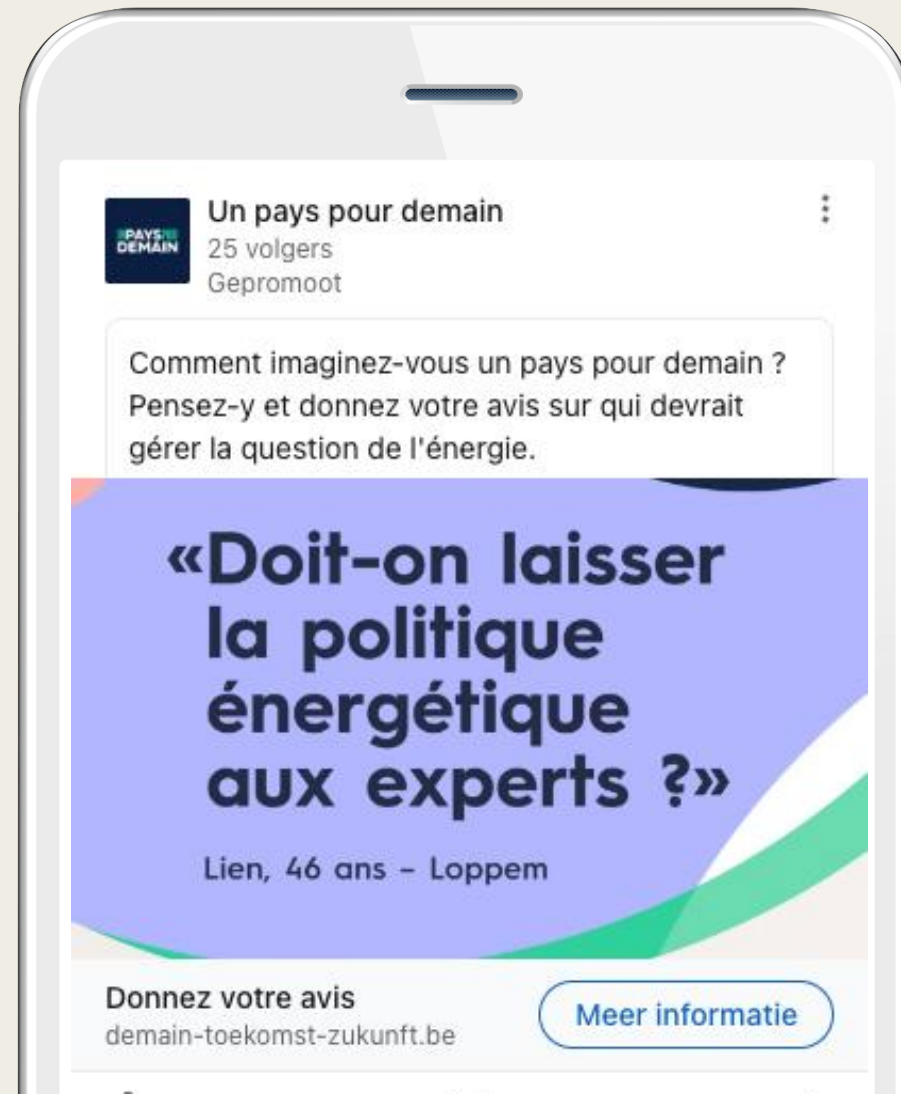 PAYS
DEMAIN
Un pays pour demain
25 volgers
Gepromoot
Comment imaginez-vous un pays pour demain ?
Pensez-y et donnez votre avis sur qui devrait
gérer la question de l'énergie.
«Doit-on laisser
la politique
énergétique
aux experts ?»
Lien, 46 ans – Loppem
Donnez votre avis
demain-toekomst-zukunft.be
Meer informatie